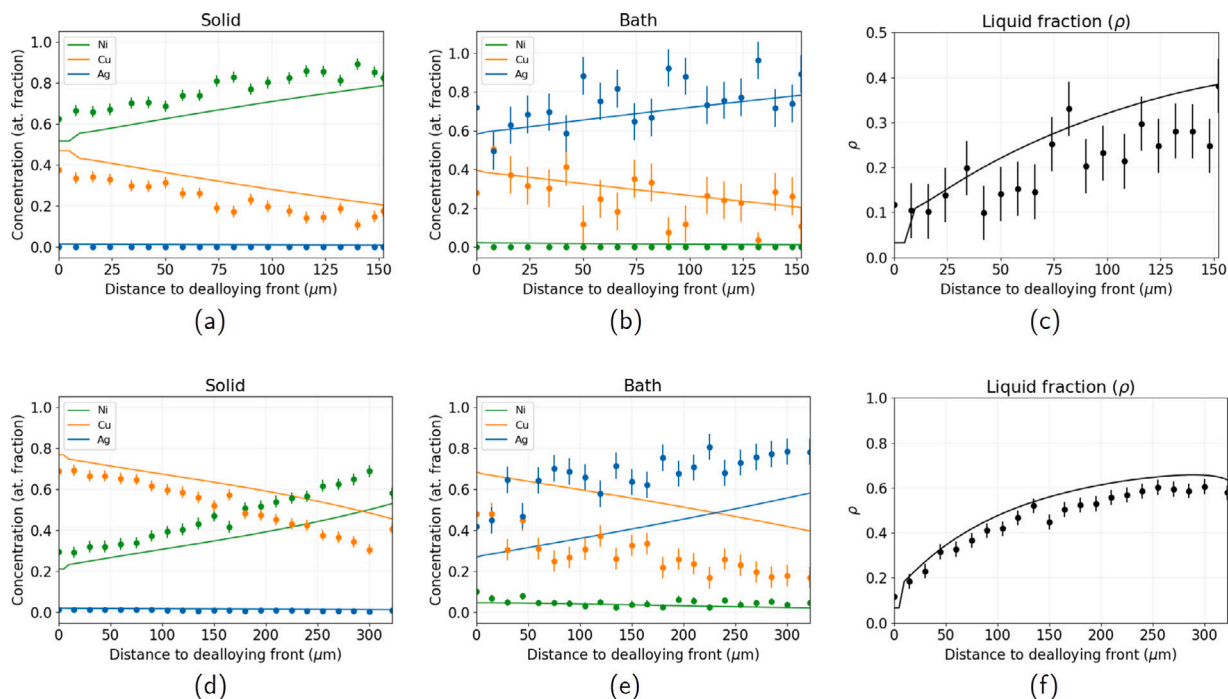 Solid
Concentration (at. fraction)
1.0
0.8
0.6
0.4
0.2
0.0
Ni
Cu
Ag
0 25 50 75 100 125 150
Distance to dealloying front (μm)
(a)
Bath
Concentration (at. fraction)
1.0
0.8
0.6
0.4
0.2
0.0
Ni
Cu
Ag
0 25 50 75 100 125 150
Distance to dealloying front (μm)
(b)
Liquid fraction (ρ)
ρ
0.5
0.4
0.3
0.2
0.1
0.0
0 25 50 75 100 125 150
Distance to dealloying front (μm)
(c)
Solid
Concentration (at. fraction)
1.0
0.8
0.6
0.4
0.2
0.0
Ni
Cu
Ag
0 50 100 150 200 250 300
Distance to dealloying front (μm)
(d)
Bath
Concentration (at. fraction)
1.0
0.8
0.6
0.4
0.2
0.0
Ni
Cu
Ag
0 50 100 150 200 250 300
Distance to dealloying front (μm)
(e)
Liquid fraction (ρ)
ρ
1.0
0.8
0.6
0.4
0.2
0.0
0 50 100 150 200 250 300
Distance to dealloying front (μm)
(f)